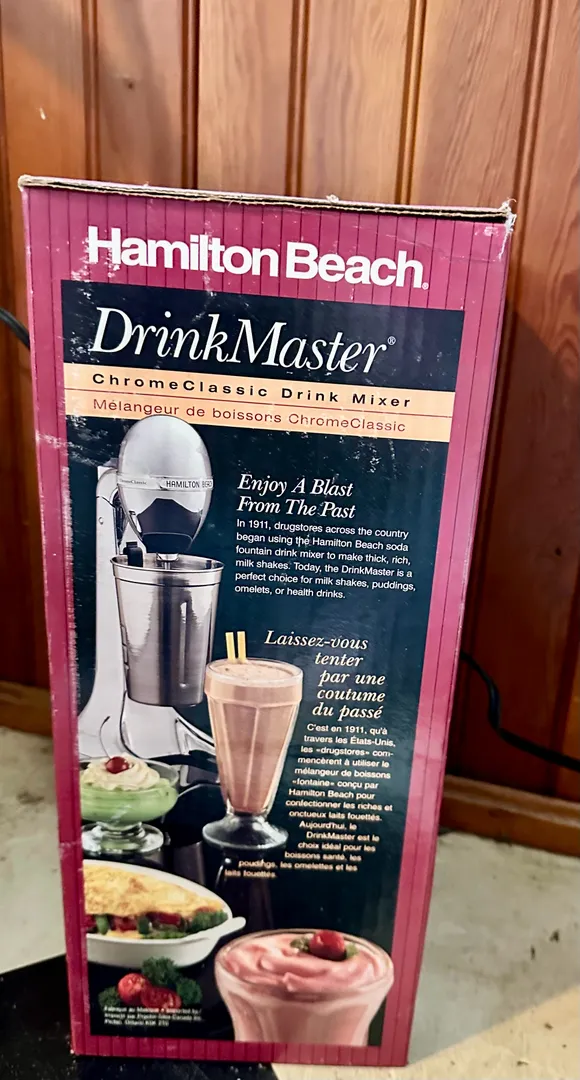 Hamilton Beach®
DrinkMaster®
ChromeClassic Drink Mixer
Mélangeur de boissons ChromeClassic
ChromeClassic HAMILTON BEACH
Enjoy A Blast
From The Past
In 1911, drugstores across the country
began using the Hamilton Beach soda
fountain drink mixer to make thick, rich,
milk shakes. Today, the DrinkMaster is a
perfect choice for milk shakes, puddings,
omelets, or health drinks.
Laissez-vous
tenter
par une
coutume
du passé
C'est en 1911, qu'à
travers les États-Unis,
les «drugstores» com-
mencèrent à utiliser le
mélangeur de boissons
«fontaine» conçu par
Hamilton Beach pour
confectionner les riches et
onctueux laits fouettés.
Aujourd'hui, le
DrinkMaster est le
choix idéal pour les
boissons santé, les
poudings, les omelettes et les
laits fouettés.
Fabriqué au